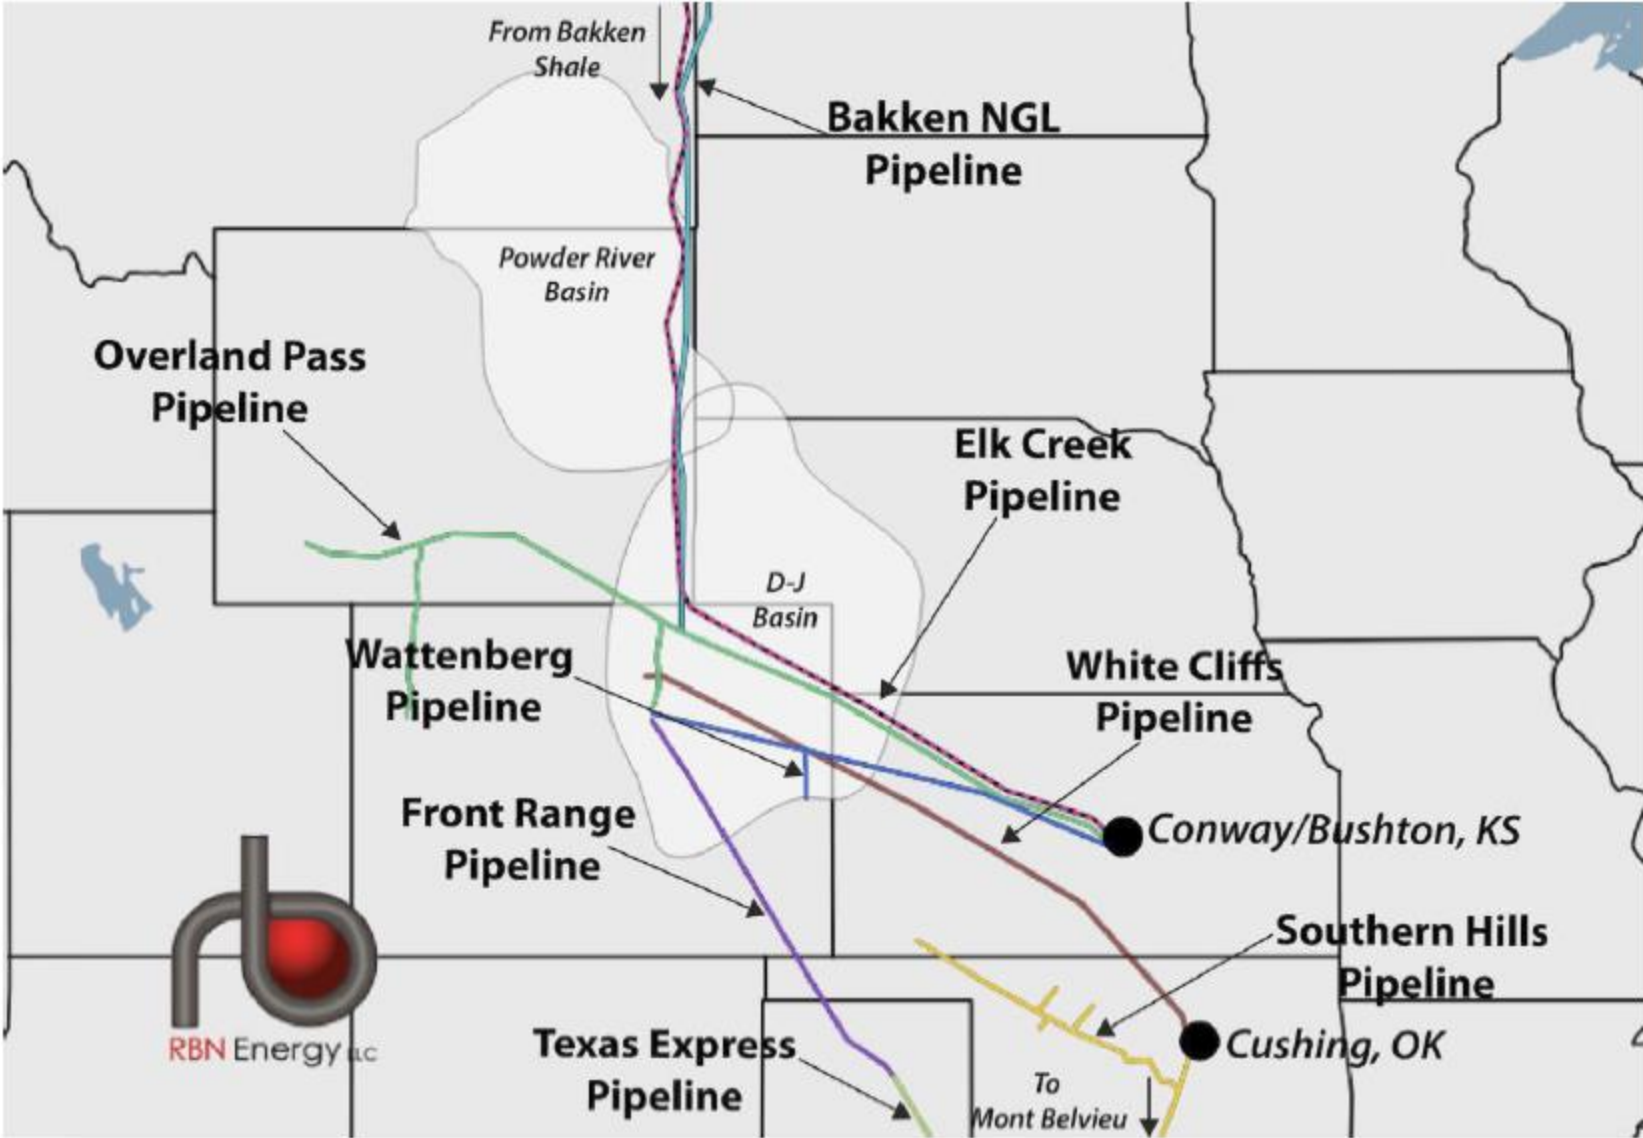 From Bakken
Shale
Bakken NGL
Pipeline
Powder River
Basin
Overland Pass
Pipeline
Elk Creek
Pipeline
D-J
Basin
Wattenberg
Pipeline
White Cliffs
Pipeline
Front Range
Pipeline
Conway/Bushton, KS
Southern Hills
Pipeline
RBN Energy LLC
Texas Express
Pipeline
Cushing, OK
To
Mont Belvieu